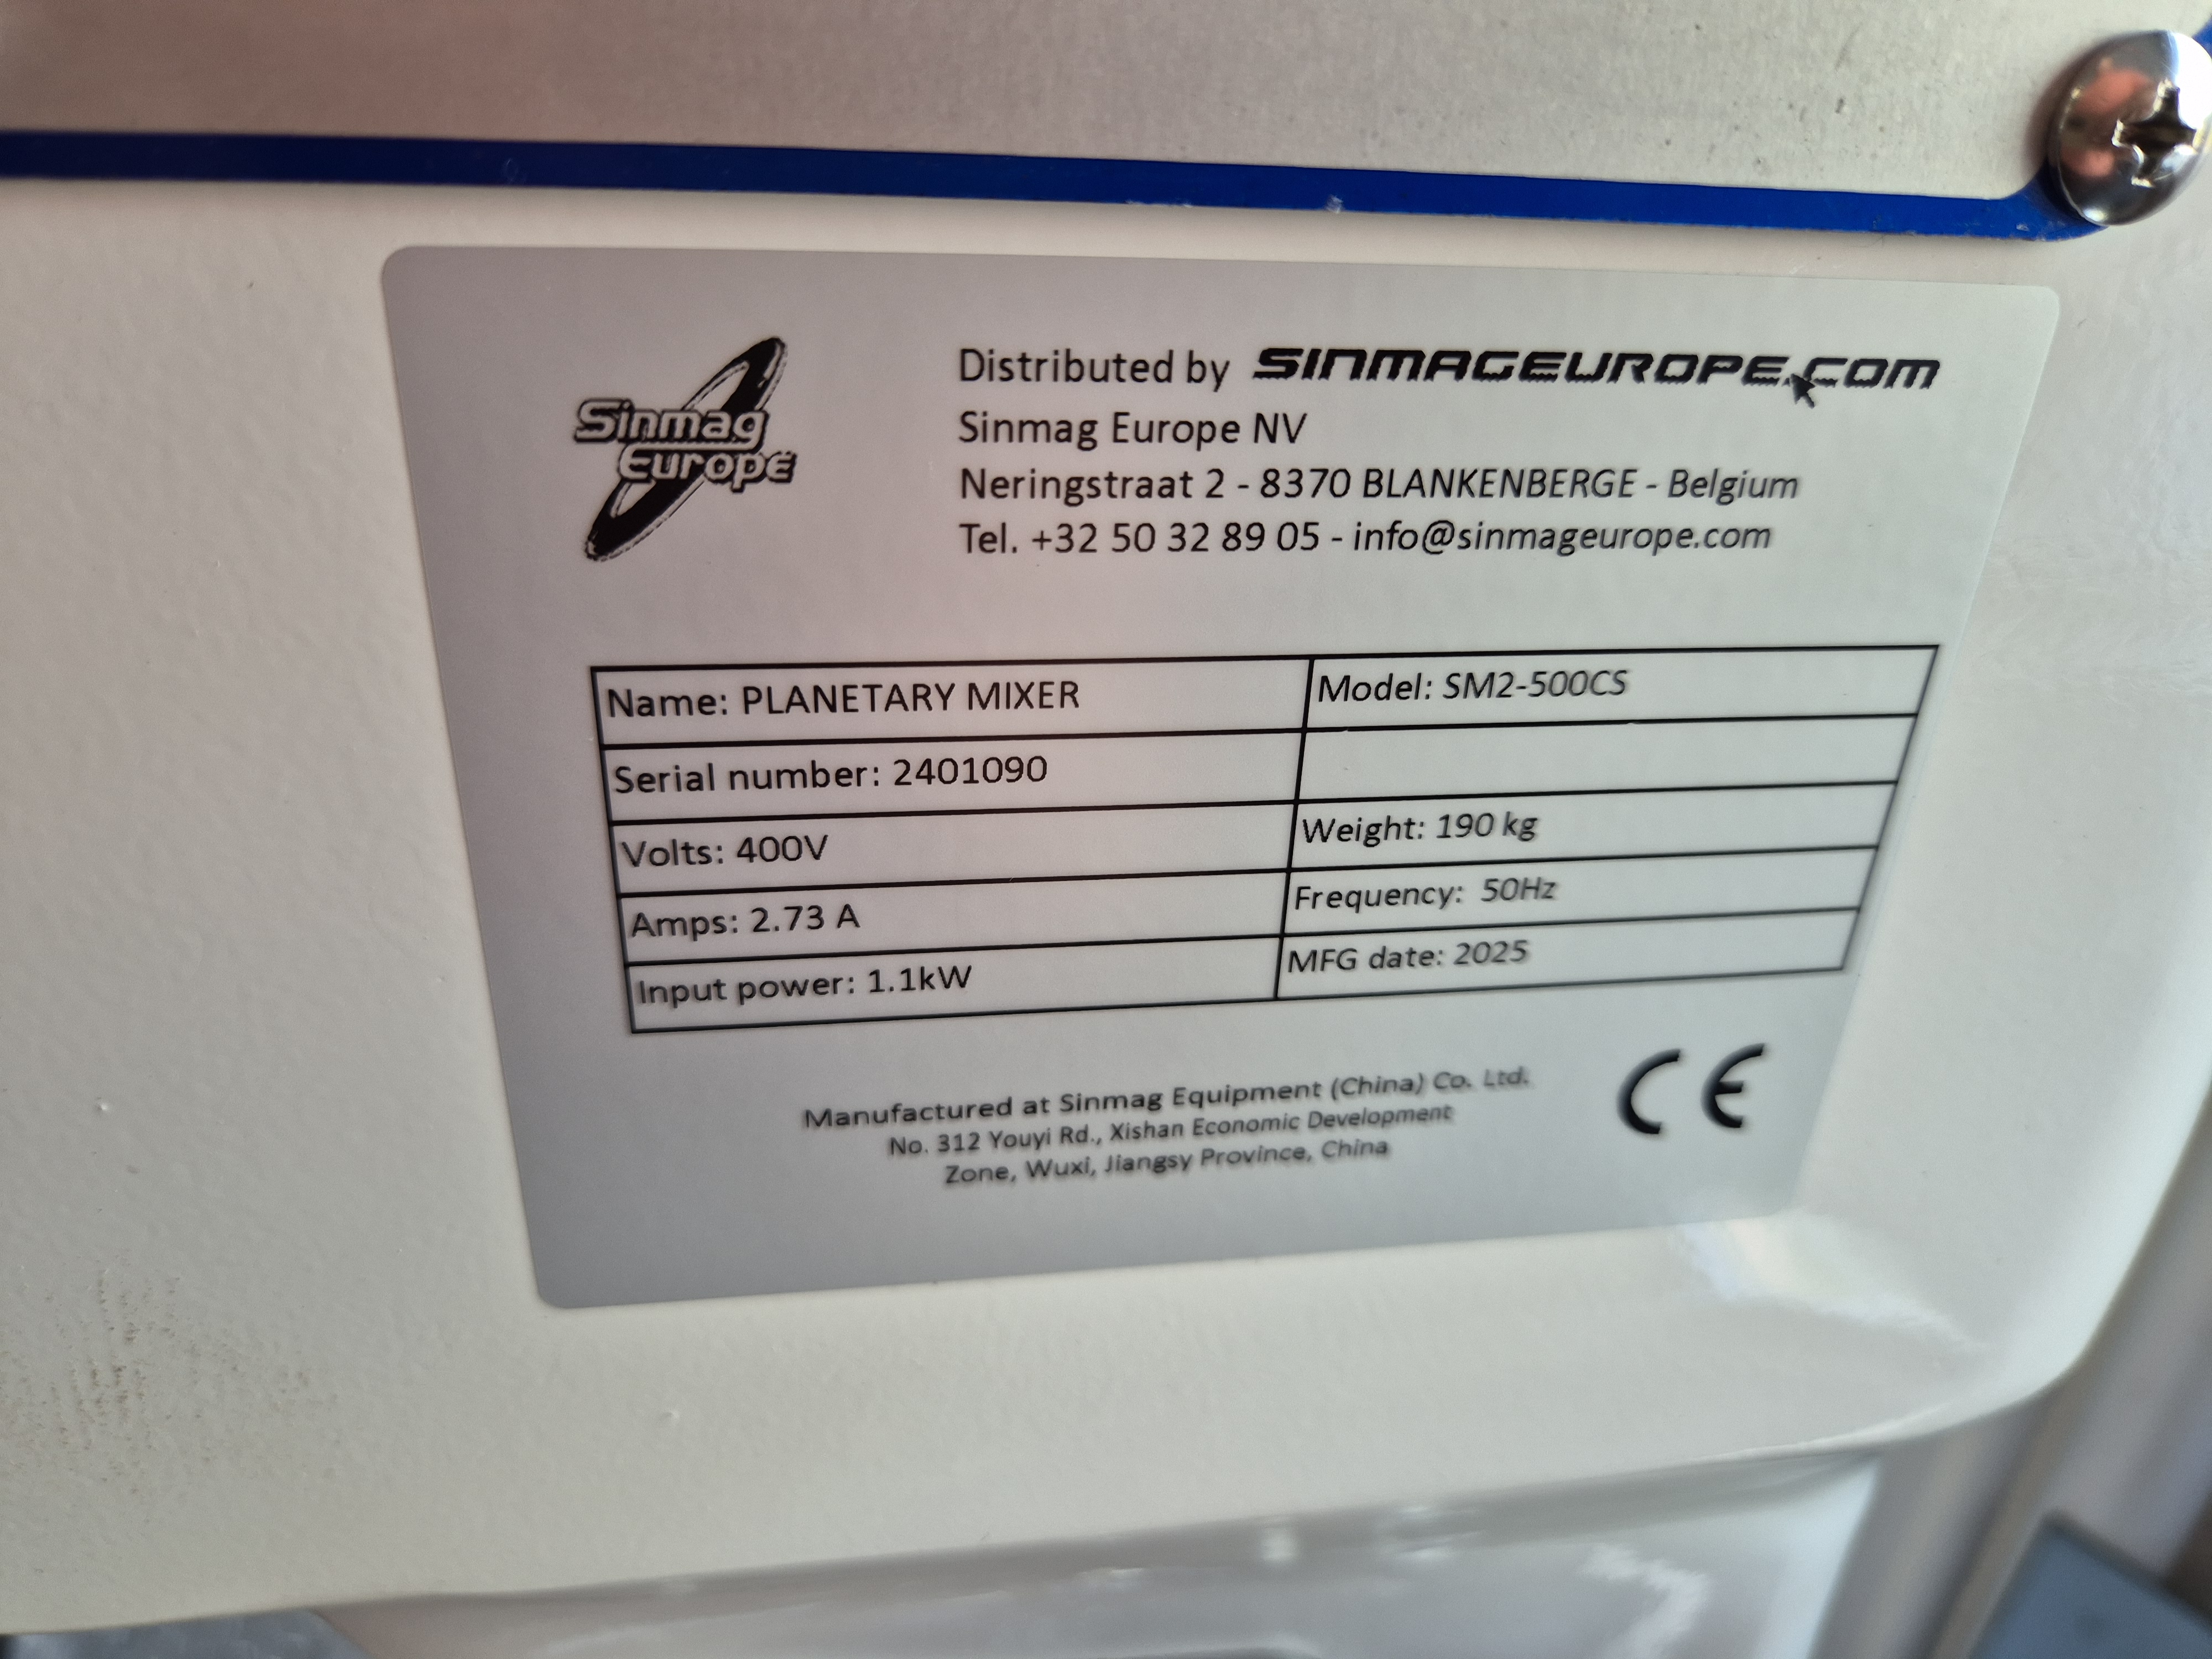 Sinmag
Europe
Distributed by SINMAGEUROPE.COM
Sinmag Europe NV
Neringstraat 2 - 8370 BLANKENBERGE - Belgium
Tel. +32 50 32 89 05 - info@sinmageurope.com
Name: PLANETARY MIXER Model: SM2-500CS
Serial number: 2401090
Volts: 400V Weight: 190 kg
Amps: 2.73 A Frequency: 50Hz
Input power: 1.1kW MFG date: 2025
Manufactured at Sinmag Equipment (China) Co. Ltd.
No. 312 Youyi Rd., Xishan Economic Development
Zone, Wuxi, Jiangsy Province, China
CE